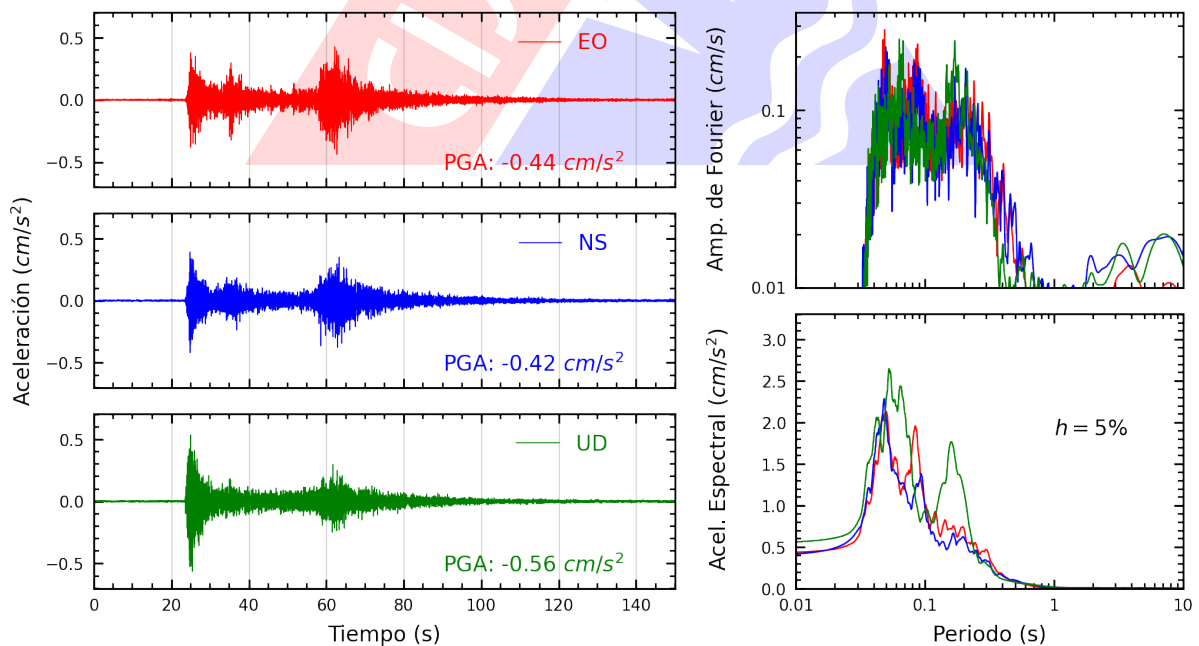 Aceleración (cm/s²)
0.5
0.0
−0.5
EO
PGA: -0.44 cm/s²
0.5
0.0
−0.5
NS
PGA: -0.42 cm/s²
0.5
0.0
−0.5
UD
PGA: -0.56 cm/s²
0 20 40 60 80 100 120 140
Tiempo (s)
Amp. de Fourier (cm/s)
0.1
0.01
Acel. Espectral (cm/s²)
3.0
2.5
2.0
1.5
1.0
0.5
0.0
h = 5%
0.01 0.1 1 10
Periodo (s)